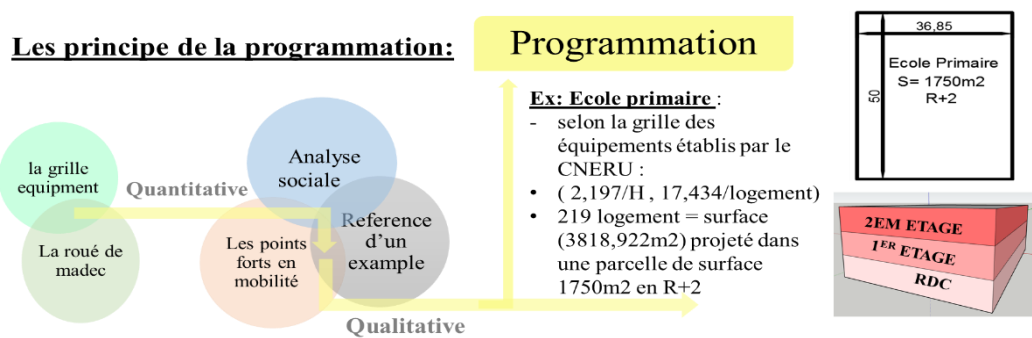 Les principe de la programmation:
Programmation
la grille
equipment
La roué de
madec
Quantitative
Analyse
sociale
Reference
d’un
example
Les points
forts en
mobilité
Qualitative
Ex: Ecole primaire :
- selon la grille des
équipements établis par le
CNERU :
• ( 2,197/H , 17,434/logement)
• 219 logement = surface
(3818,922m2) projeté dans
une parcelle de surface
1750m2 en R+2
36,85
50
Ecole Primaire
S= 1750m2
R+2
2EM ETAGE
1ER ETAGE
RDC